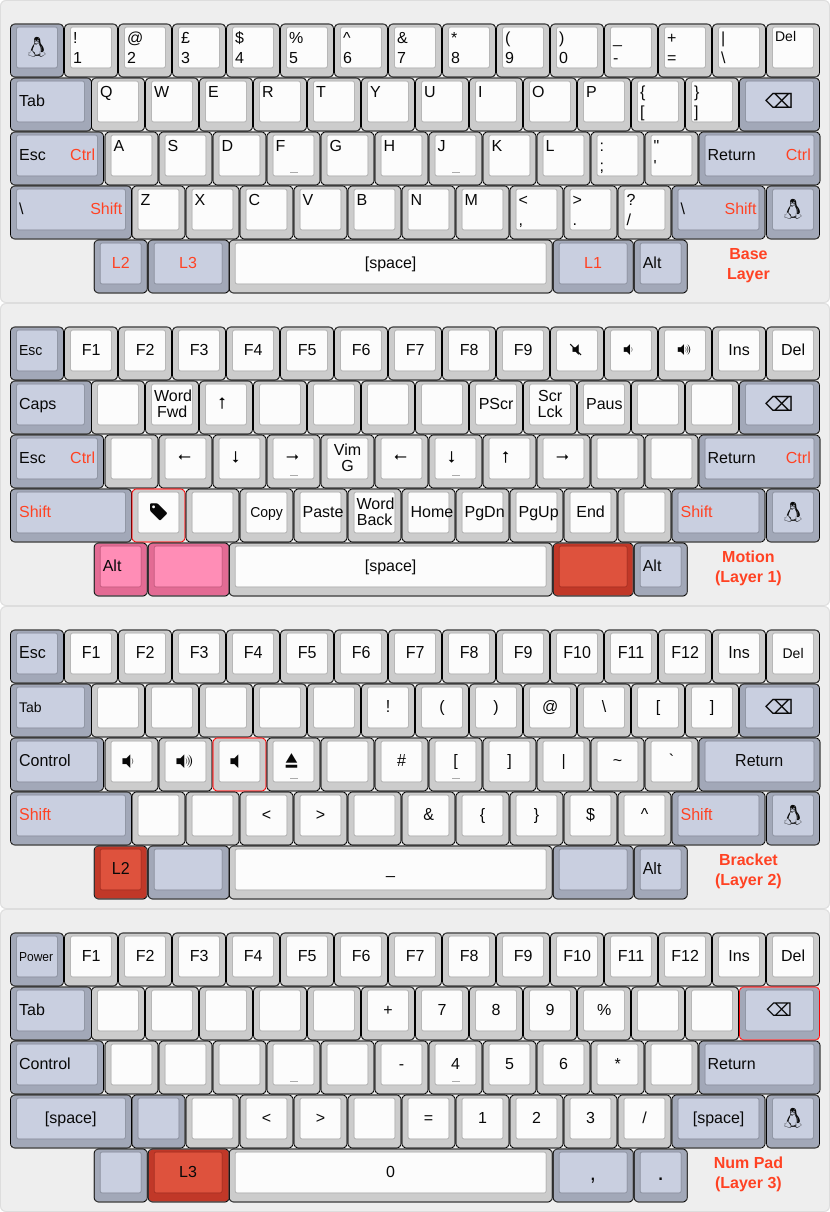 ! @ £ $ % ^ & * ( ) _ + | Del
1 2 3 4 5 6 7 8 9 0 - = \
Tab Q W E R T Y U I O P { } ⌫
[ ]
Esc Ctrl A S D F G H J K L : " Return Ctrl
_ _ ; '
\ Shift Z X C V B N M < > ? \ Shift
, . /
L2 L3 [space] L1 Alt
Base
Layer
Esc F1 F2 F3 F4 F5 F6 F7 F8 F9 Ins Del
Caps Word ↑ PScr Scr Paus ⌫
Fwd Lck
Esc Ctrl ← ↓ → Vim ← ↓ ↑ → Return Ctrl
_ G _
Shift Copy Paste Word Home PgDn PgUp End Shift
Back
Alt [space] Alt
Motion
(Layer 1)
Esc F1 F2 F3 F4 F5 F6 F7 F8 F9 F10 F11 F12 Ins Del
Tab ! ( ) @ \ [ ] ⌫
Control # [ ] | ~ ` Return
_ _
Shift < > & { } $ ^ Shift
L2 _ Alt
Bracket
(Layer 2)
Power F1 F2 F3 F4 F5 F6 F7 F8 F9 F10 F11 F12 Ins Del
Tab + 7 8 9 % ⌫
Control - 4 5 6 * Return
_ _
[space] < > = 1 2 3 / [space]
L3 0 , .
Num Pad
(Layer 3)